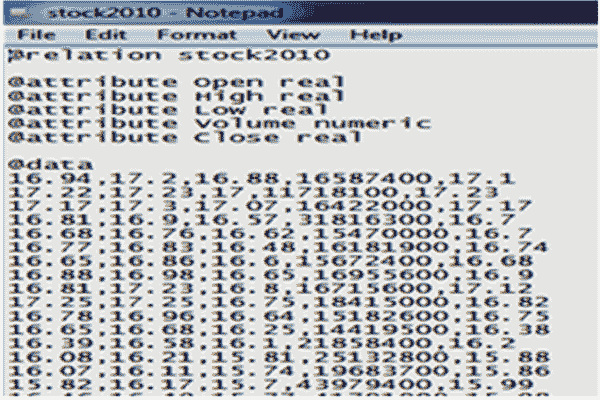 stock2010 - Notepad
File Edit Format View Help
@relation stock2010
@attribute Open real
@attribute High real
@attribute Low real
@attribute Volume numeric
@attribute Close real
@data
16.94,17.2,16.88,16587400,17.1
17.22,17.23,17,11718100,17.23
17.17,17.3,17.07,16422000,17.17
16.81,16.9,16.57,31816300,16.7
16.68,16.76,16.62,15470000,16.7
16.77,16.83,16.48,16181900,16.74
16.65,16.86,16.6,15672400,16.68
16.88,16.98,16.65,16955600,16.9
16.81,17.23,16.8,16715600,17.12
17.25,17.25,16.75,18415000,16.82
16.78,16.96,16.64,15182600,16.75
16.65,16.68,16.25,14419500,16.38
16.39,16.58,16.1,21858400,16.2
16.08,16.21,15.81,25132800,15.88
16.07,16.11,15.74,19683700,15.86
15.82,16.17,15.7,43979400,15.99